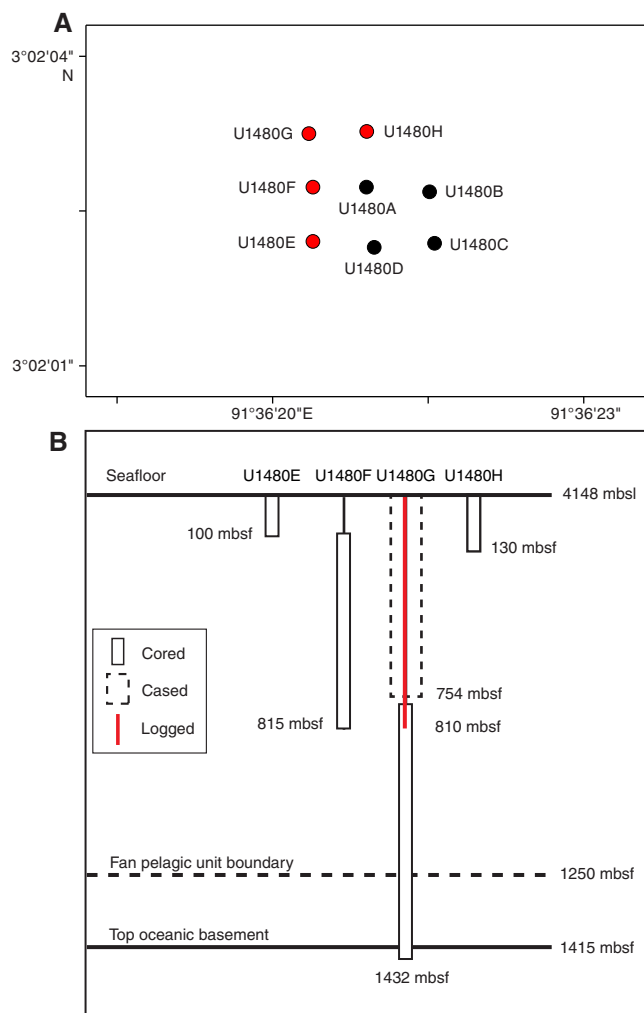 A
3°02'04"
N
U1480G
U1480H
U1480F
U1480A
U1480B
U1480E
U1480D
U1480C
3°02'01"
91°36'20"E
91°36'23"
B
Seafloor
U1480E
U1480F
U1480G
U1480H
4148 mbsl
100 mbsf
130 mbsf
Cored
Cased
Logged
754 mbsf
815 mbsf
810 mbsf
Fan pelagic unit boundary
1250 mbsf
Top oceanic basement
1415 mbsf
1432 mbsf